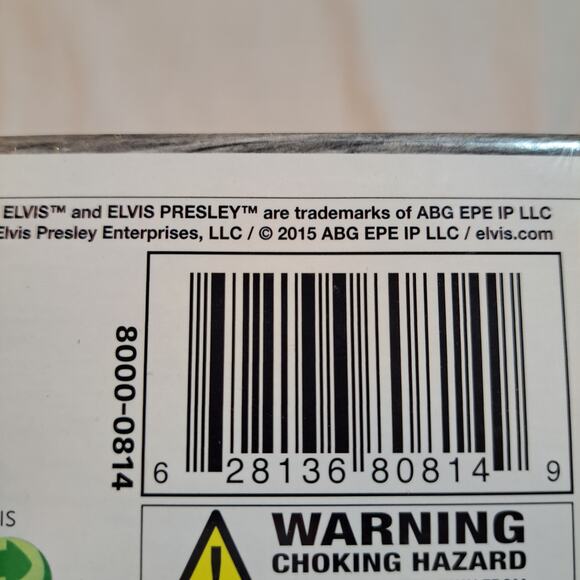 ELVIS™ and ELVIS PRESLEY™ are trademarks of ABG EPE IP LLC
Elvis Presley Enterprises, LLC / © 2015 ABG EPE IP LLC / elvis.com
8000-0814
6 28136 80814 9
IS
WARNING
CHOKING HAZARD